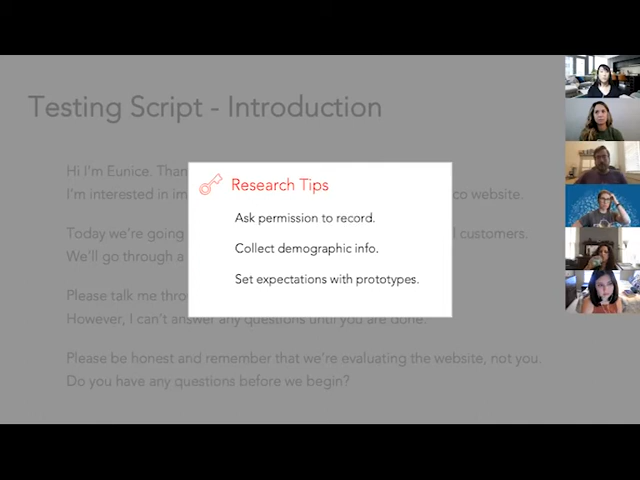 Testing Script - Introduction
Hi I'm Eunice.
I'm interested in
co website.
Today we're going
customers.
We'll go through a
Please talk me
However, I can't answer any questions until you are done.
Please be honest and remember that we're evaluating the website, not you.
Do you have any questions before we begin?
Research Tips
Ask permission to record.
Collect demographic info.
Set expectations with prototypes.